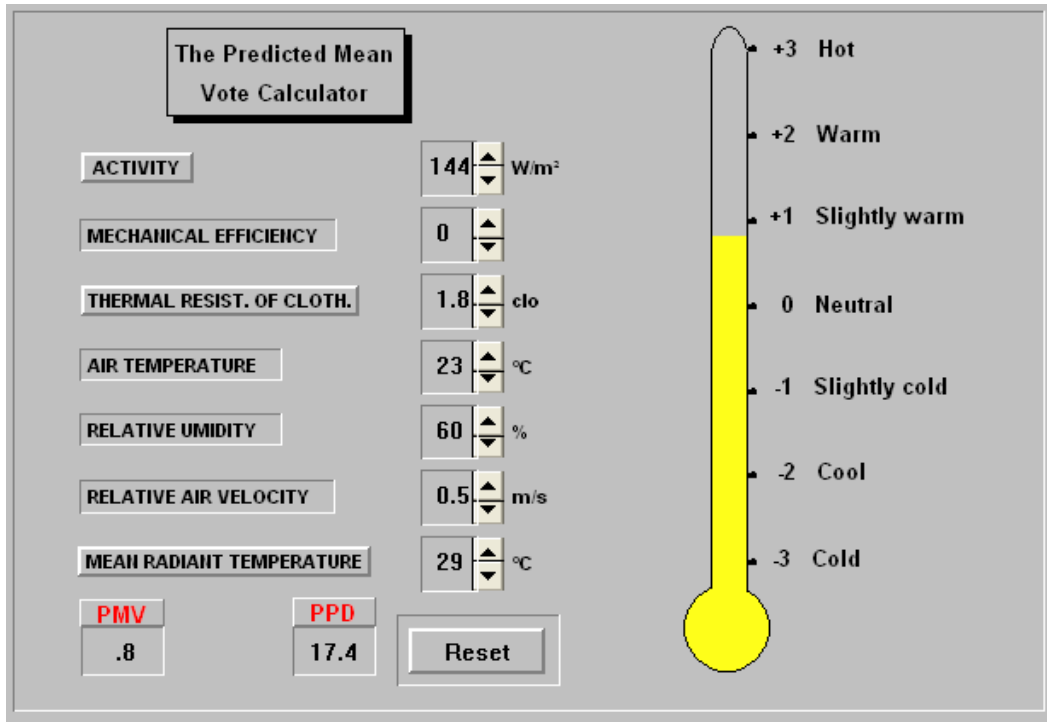 The Predicted Mean
Vote Calculator
ACTIVITY 144 W/m²
MECHANICAL EFFICIENCY 0
THERMAL RESIST. OF CLOTH. 1.8 clo
AIR TEMPERATURE 23 ºC
RELATIVE UMIDITY 60 %
RELATIVE AIR VELOCITY 0.5 m/s
MEAN RADIANT TEMPERATURE 29 ºC
PMV PPD
.8 17.4 Reset
+3 Hot
+2 Warm
+1 Slightly warm
0 Neutral
-1 Slightly cold
-2 Cool
-3 Cold